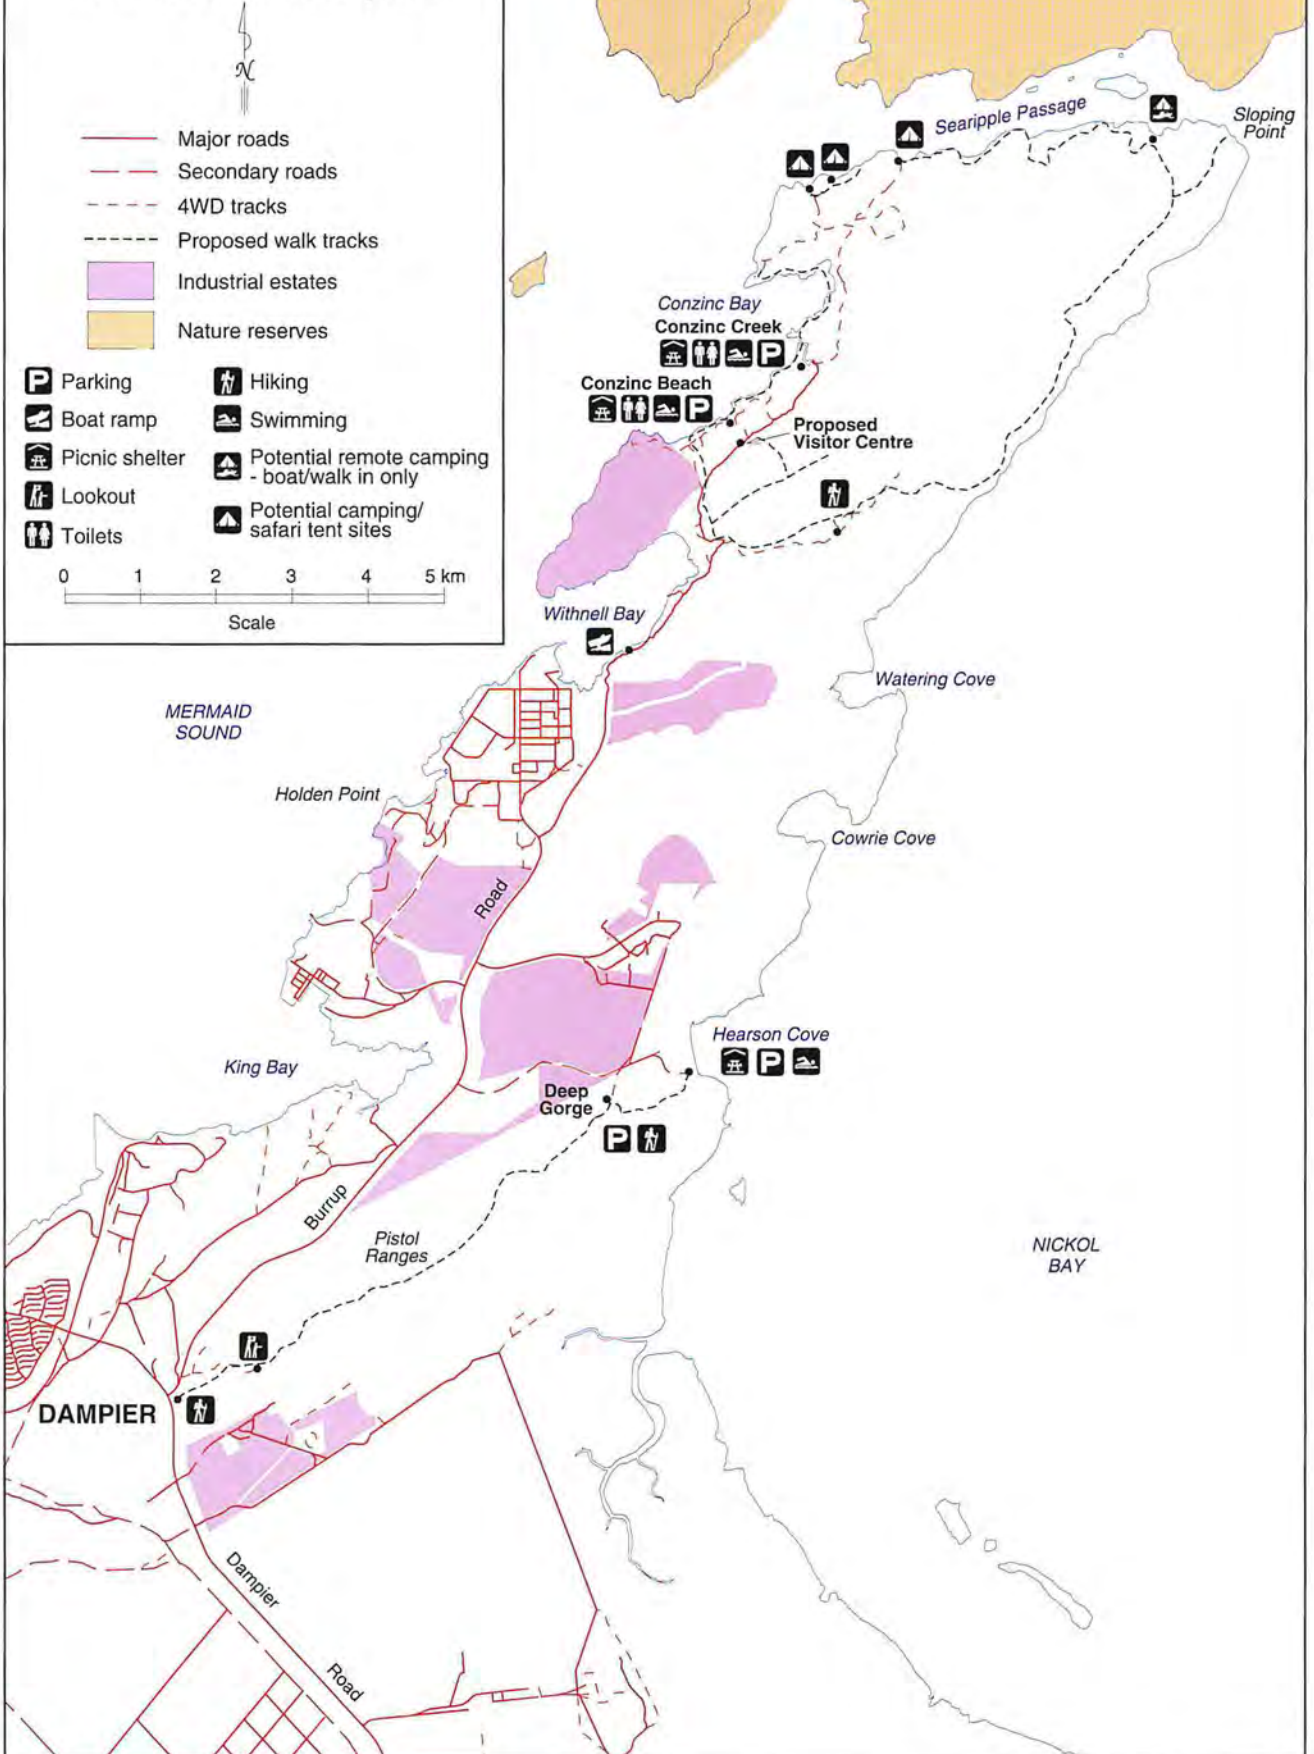 N
Major roads
Secondary roads
4WD tracks
Proposed walk tracks
Industrial estates
Nature reserves
P Parking
Boat ramp
Picnic shelter
Lookout
Toilets
Hiking
Swimming
Potential remote camping
- boat/walk in only
Potential camping/
safari tent sites
0 1 2 3 4 5 km
Scale
Searipple Passage
Sloping
Point
Conzinc Bay
Conzinc Creek
P
Conzinc Beach
P
Proposed
Visitor Centre
Withnell Bay
Watering Cove
MERMAID
SOUND
Holden Point
Cowrie Cove
Road
Hearson Cove
P
King Bay
Deep
Gorge
P
Burrup
Pistol
Ranges
NICKOL
BAY
DAMPIER
Dampier
Road